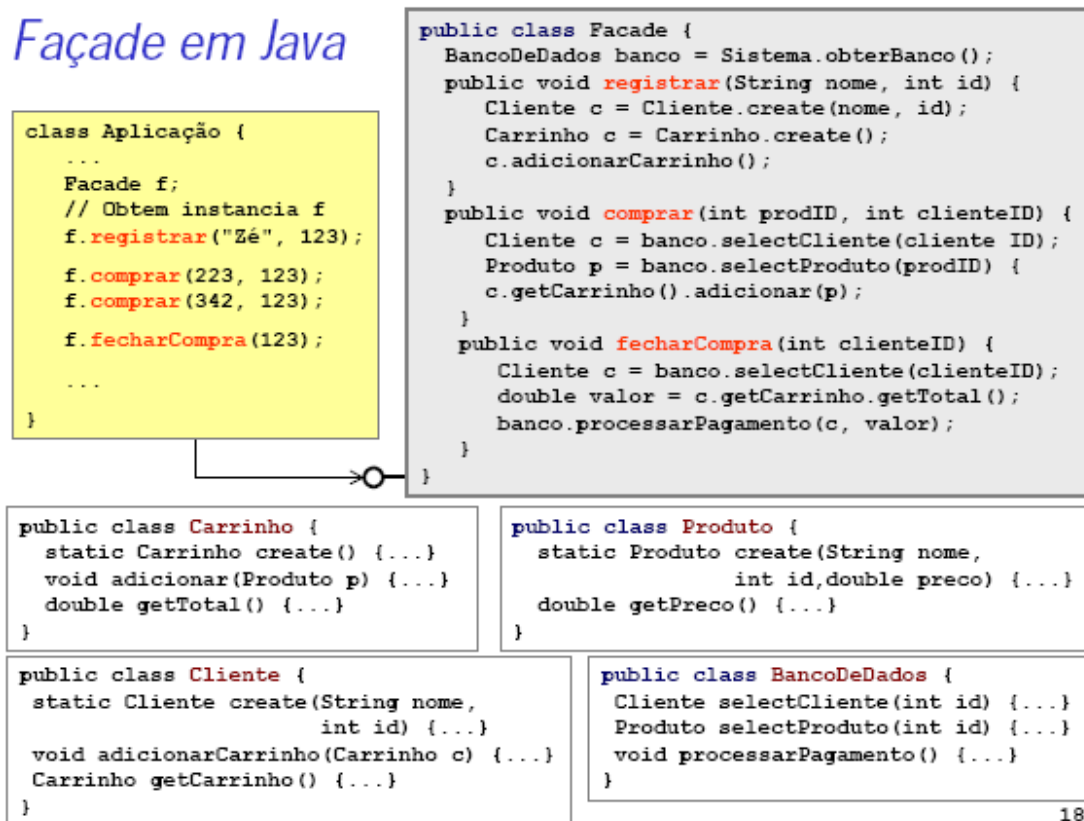 Façade em Java
class Aplicação {
...
Facade f;
// Obtem instancia f
f.registrar("Zé", 123);
f.comprar(223, 123);
f.comprar(342, 123);
f.fecharCompra(123);
...
}
public class Facade {
BancoDeDados banco = Sistema.obterBanco();
public void registrar(String nome, int id) {
Cliente c = Cliente.create(nome, id);
Carrinho c = Carrinho.create();
c.adicionarCarrinho();
}
public void comprar(int prodID, int clienteID) {
Cliente c = banco.selectCliente(cliente ID);
Produto p = banco.selectProduto(prodID) {
c.getCarrinho().adicionar(p);
}
public void fecharCompra(int clienteID) {
Cliente c = banco.selectCliente(clienteID);
double valor = c.getCarrinho.getTotal();
banco.processarPagamento(c, valor);
}
}
public class Carrinho {
static Carrinho create() {...}
void adicionar(Produto p) {...}
double getTotal() {...}
}
public class Produto {
static Produto create(String nome,
int id,double preco) {...}
double getPreco() {...}
}
public class Cliente {
static Cliente create(String nome,
int id) {...}
void adicionarCarrinho(Carrinho c) {...}
Carrinho getCarrinho() {...}
}
public class BancoDeDados {
Cliente selectCliente(int id) {...}
Produto selectProduto(int id) {...}
void processarPagamento() {...}
}
18